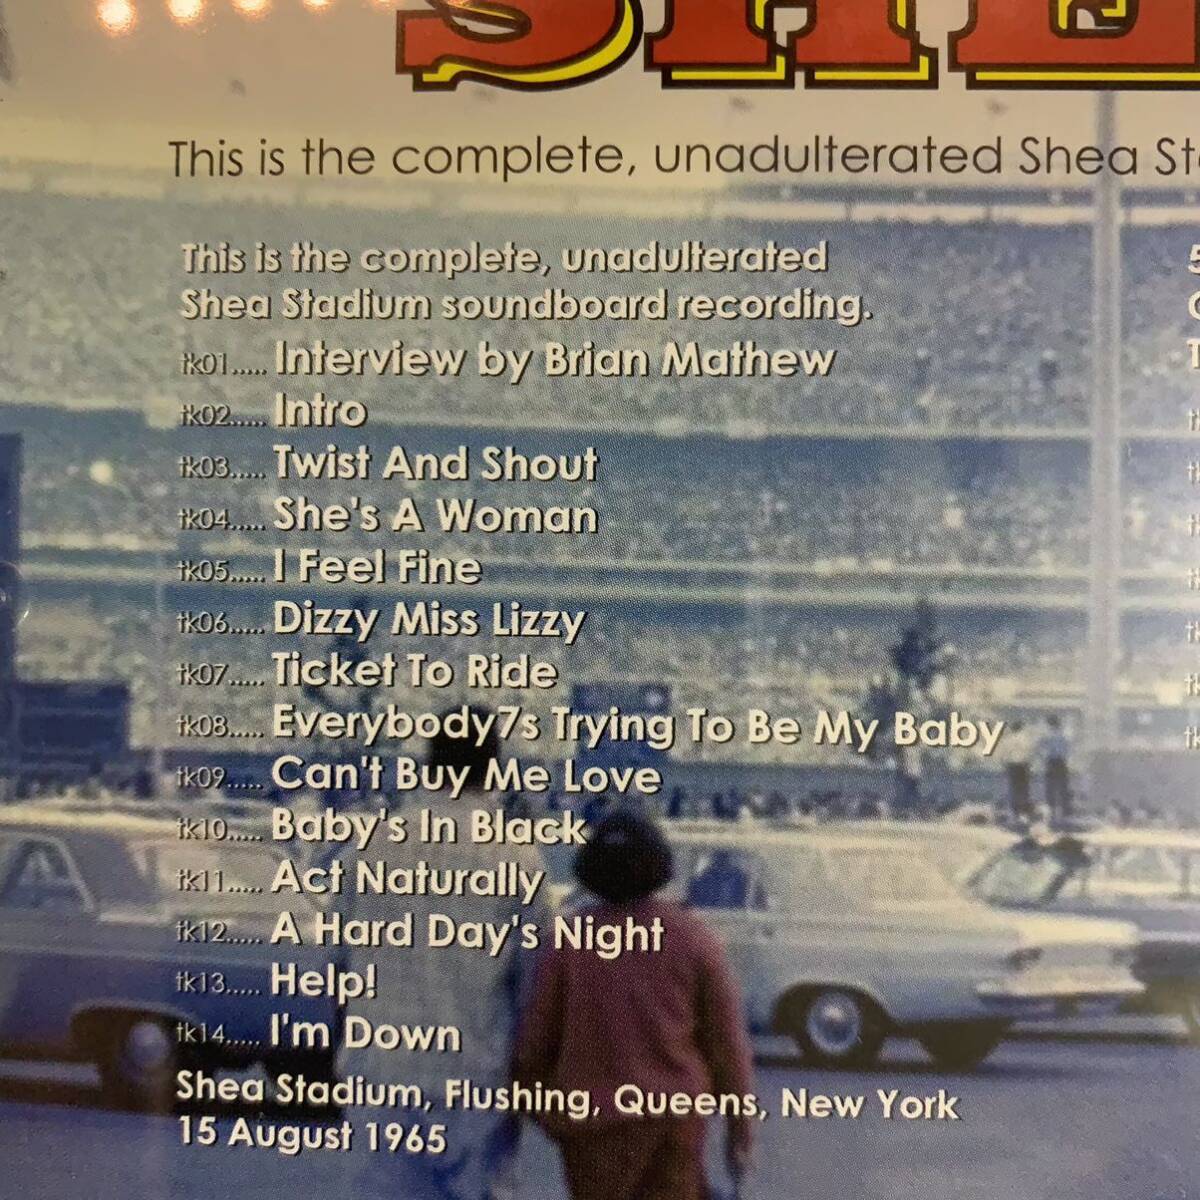 This is the complete, unadulterated Shea
This is the complete, unadulterated
Shea Stadium soundboard recording.
tk01..... Interview by Brian Mathew
tk02..... Intro
tk03..... Twist And Shout
tk04..... She's A Woman
tk05..... I Feel Fine
tk06..... Dizzy Miss Lizzy
tk07..... Ticket To Ride
tk08..... Everybody7s Trying To Be My Baby
tk09..... Can't Buy Me Love
tk10..... Baby's In Black
tk11..... Act Naturally
tk12..... A Hard Day's Night
tk13..... Help!
tk14..... I'm Down
Shea Stadium, Flushing, Queens, New York
15 August 1965